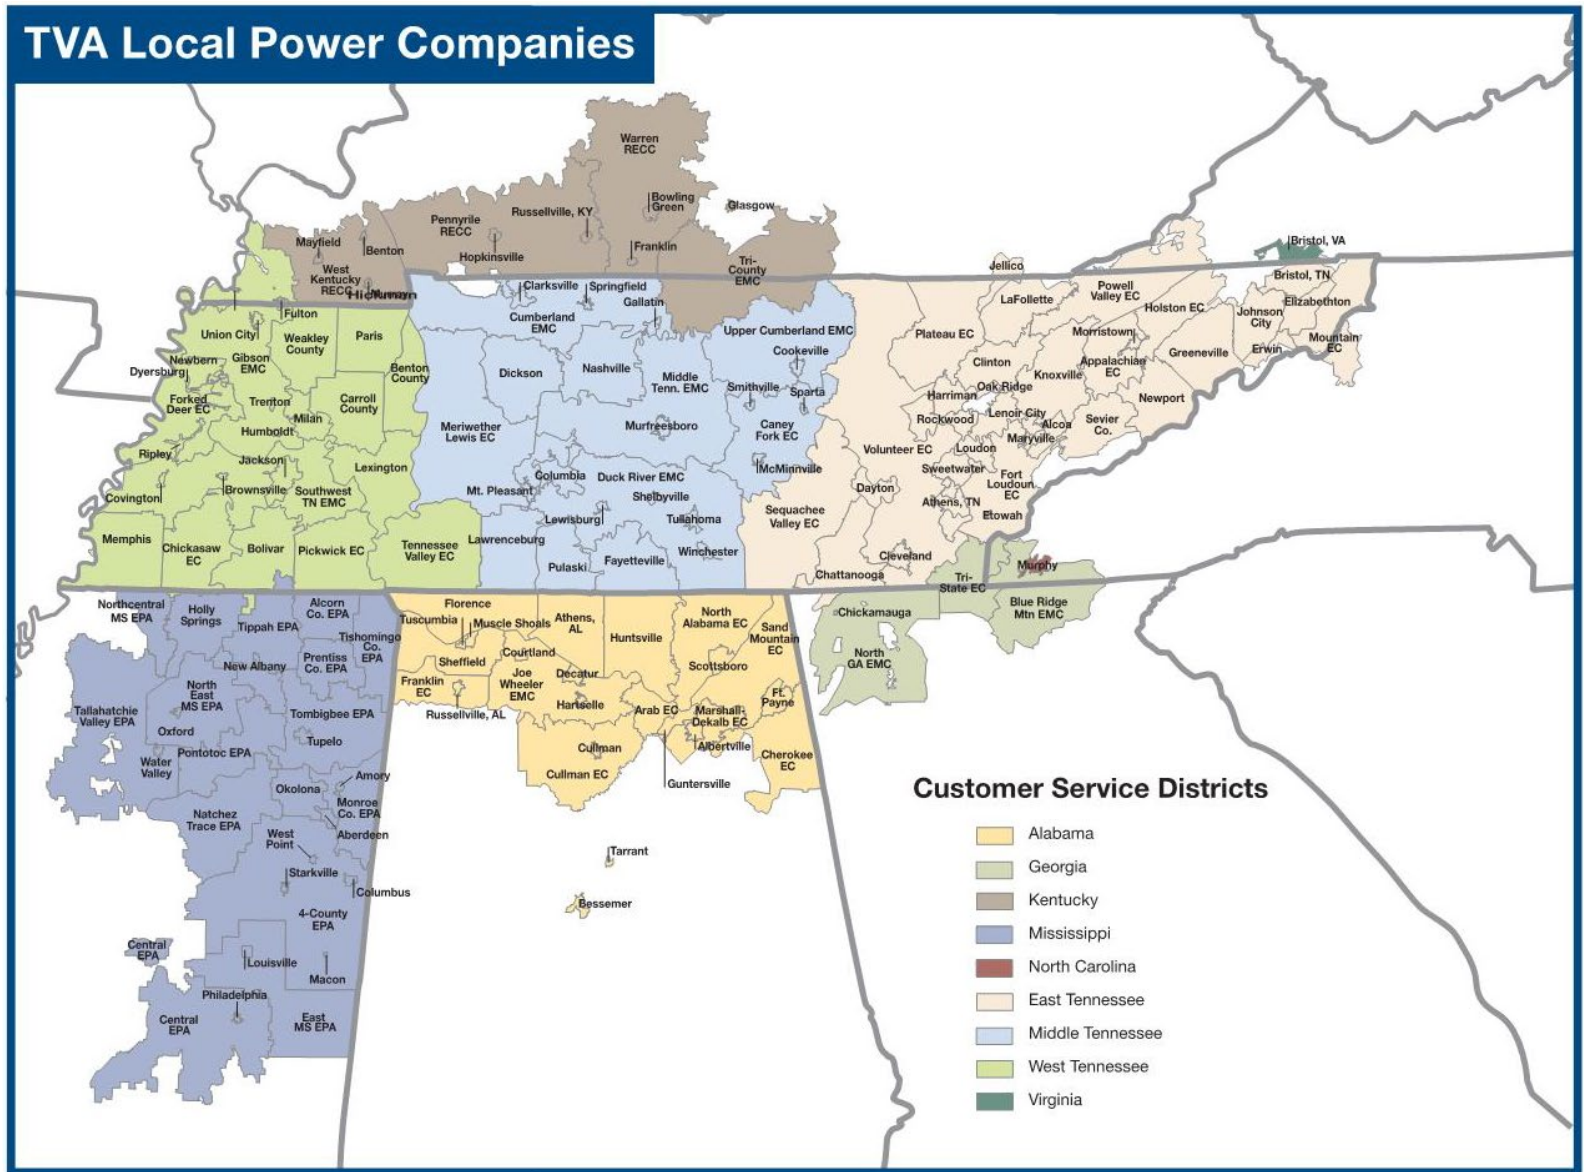 TVA Local Power Companies
Warren
RECC
Bowling
Green
Glasgow
Russellville, KY
Pennyrile
RECC
Hopkinsville
Franklin
Mayfield
Benton
West
Kentucky
RECC
Hickman
Murray
Tri-
County
EMC
Jellico
Bristol, VA
Bristol, TN
Clarksville
Springfield
Gallatin
Cumberland
EMC
Upper Cumberland EMC
Cookeville
LaFollette
Powell
Valley EC
Holston EC
Elizabethton
Johnson
City
Mountain
EC
Erwin
Fulton
Union City
Weakley
County
Paris
Plateau EC
Morristown
Newbern
Dyersburg
Gibson
EMC
Benton
County
Dickson
Nashville
Middle
Tenn. EMC
Smithville
Sparta
Clinton
Knoxville
Appalachian
EC
Greeneville
Oak Ridge
Harriman
Newport
Forked
Deer EC
Trenton
Carroll
County
Milan
Humboldt
Meriwether
Lewis EC
Murfreesboro
Caney
Fork EC
Rockwood
Lenoir City
Alcoa
Maryville
Sevier
Co.
Ripley
Jackson
Lexington
Volunteer EC
Loudon
Sweetwater
Fort
Loudoun
EC
McMinnville
Columbia
Duck River EMC
Mt. Pleasant
Shelbyville
Covington
Brownsville
Southwest
TN EMC
Dayton
Athens, TN
Etowah
Sequachee
Valley EC
Lewisburg
Tullahoma
Memphis
Chickasaw
EC
Bolivar
Pickwick EC
Tennessee
Valley EC
Lawrenceburg
Pulaski
Fayetteville
Winchester
Cleveland
Chattanooga
Murphy
Tri-
State EC
Blue Ridge
Mtn EMC
Chickamauga
North
GA EMC
Northcentral
MS EPA
Holly
Springs
Tippah EPA
Alcorn
Co. EPA
Tishomingo
Co.
EPA
Prentiss
Co. EPA
New Albany
North
East
MS EPA
Tallahatchie
Valley EPA
Oxford
Tombigbee EPA
Tupelo
Water
Valley
Pontotoc EPA
Okolona
Amory
Monroe
Co. EPA
Aberdeen
Natchez
Trace EPA
West
Point
Starkville
Columbus
4-County
EPA
Central
EPA
Louisville
Macon
Philadelphia
Central
EPA
East
MS EPA
Florence
Tuscumbia
Muscle Shoals
Athens,
AL
Huntsville
North
Alabama EC
Sand
Mountain
EC
Sheffield
Courtland
Scottsboro
Franklin
EC
Joe
Wheeler
EMC
Decatur
Hartselle
Russellville, AL
Arab EC
Marshall-
Dekalb EC
Ft.
Payne
Albertville
Cullman
Cullman EC
Cherokee
EC
Guntersville
Tarrant
Bessemer
Customer Service Districts
Alabama
Georgia
Kentucky
Mississippi
North Carolina
East Tennessee
Middle Tennessee
West Tennessee
Virginia